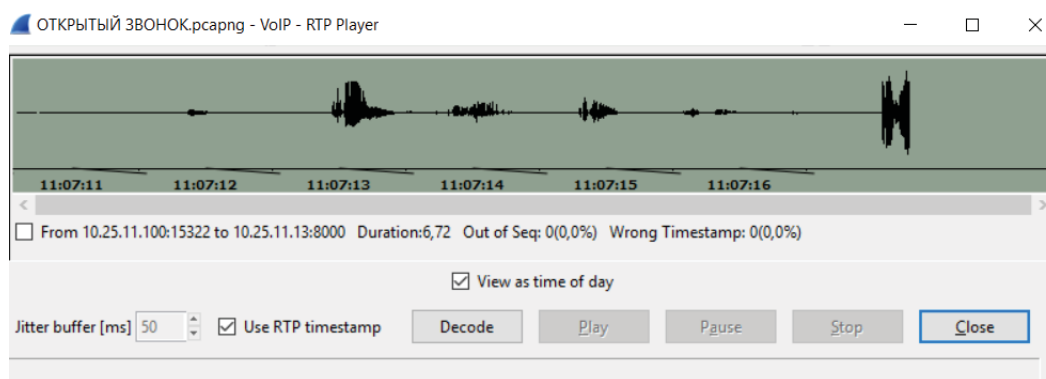 ОТКРЫТЫЙ ЗВОНОК.pcapng - VoIP - RTP Player
11:07:11 11:07:12 11:07:13 11:07:14 11:07:15 11:07:16
From 10.25.11.100:15322 to 10.25.11.13:8000 Duration:6,72 Out of Seq: 0(0,0%) Wrong Timestamp: 0(0,0%)
View as time of day
Jitter buffer [ms] 50 Use RTP timestamp Decode Play Pause Stop Close